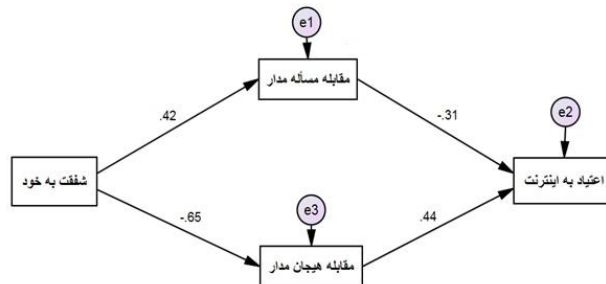 e1
مقابله مسأله مدار
.42
-.31
e2
شفقت به خود
اعتیاد به اینترنت
-.65
e3
.44
مقابله هیجان مدار